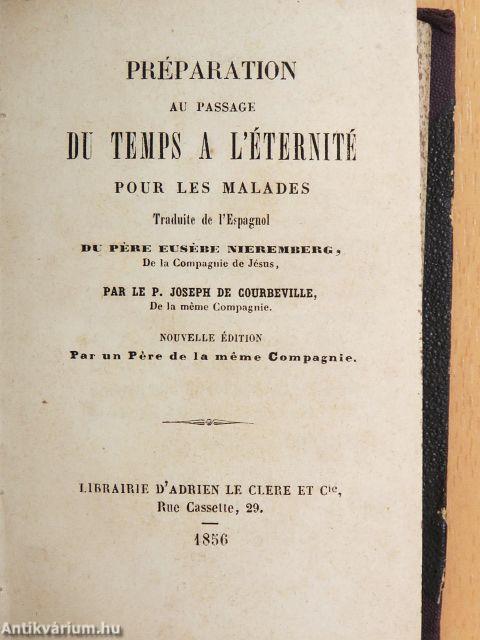 PRÉPARATION
AU PASSAGE
DU TEMPS A L'ÉTERNITÉ
POUR LES MALADES
Traduite de l'Espagnol
DU PÈRE EUSÈBE NIEREMBERG,
De la Compagnie de Jésus,
PAR LE P. JOSEPH DE COURBEVILLE,
De la même Compagnie.
NOUVELLE ÉDITION
Par un Père de la même Compagnie.
LIBRAIRIE D'ADRIEN LE CLERE ET Cie,
Rue Cassette, 29.
1856
Antikvárium.hu